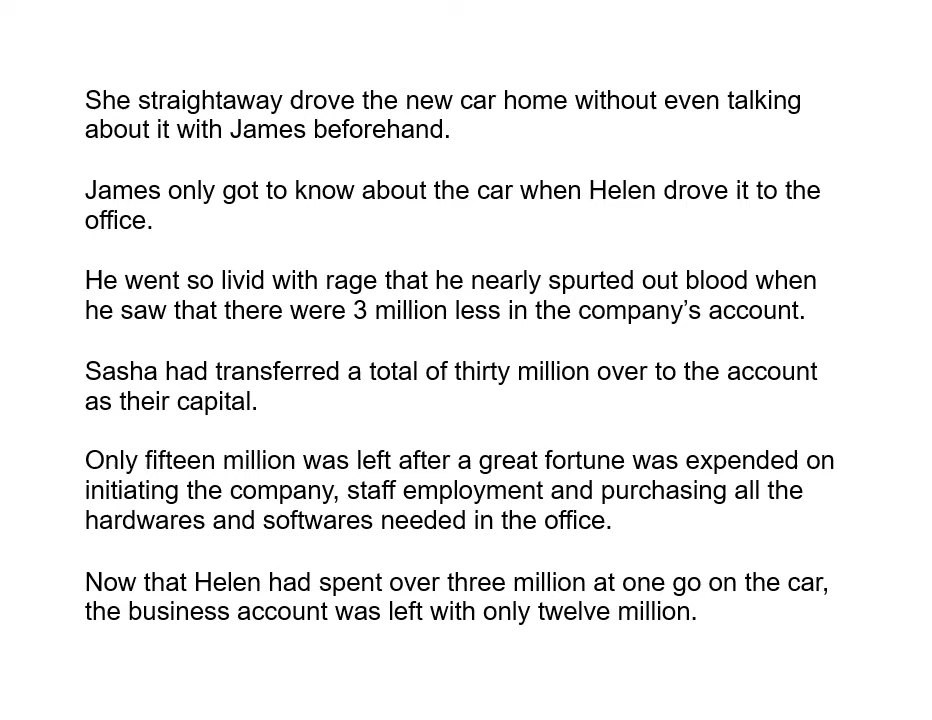 She straightaway drove the new car home without even talking
about it with James beforehand.
James only got to know about the car when Helen drove it to the
office.
He went so livid with rage that he nearly spurted out blood when
he saw that there were 3 million less in the company’s account.
Sasha had transferred a total of thirty million over to the account
as their capital.
Only fifteen million was left after a great fortune was expended on
initiating the company, staff employment and purchasing all the
hardwares and softwares needed in the office.
Now that Helen had spent over three million at one go on the car,
the business account was left with only twelve million.